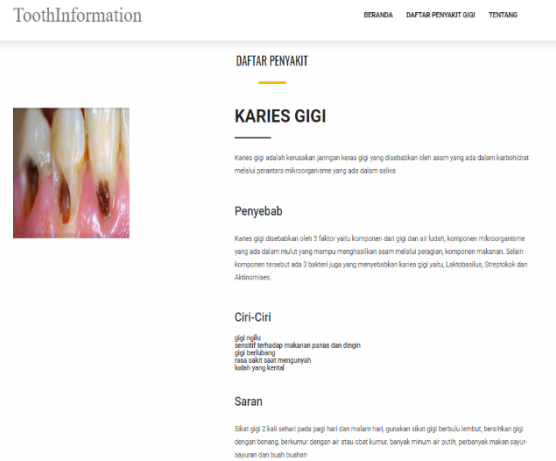 ToothInformation
BERANDA DAFTAR PENYAKIT GIGI TENTANG
DAFTAR PENYAKIT
KARIES GIGI
Karies gigi adalah kerusakan jaringan keras gigi yang disebabkan oleh asam yang ada dalam karbohidrat
melalui perantara mikroorganisme yang ada dalam saliva
Penyebab
Karies gigi disebabkan oleh 3 faktor yaitu komponen dari gigi dan air ludah, komponen mikroorganisme
yang ada dalam mulut yang mampu menghasilkan asam melalui peragian, komponen makanan. Selain
komponen tersebut ada 3 bakteri juga yang menyebabkan karies gigi yaitu, Laktobasilus, Streptokok dan
Aktinomises.
Ciri-Ciri
gigi ngilu
sensitif terhadap makanan panas dan dingin
gigi berlubang
rasa sakit saat mengunyah
ludah yang kental
Saran
Sikat gigi 2 kali sehari pada pagi hari dan malam hari, gunakan sikat gigi berbulu lembut, bersihkan gigi
dengan benang, berkumur dengan air atau obat kumur, banyak minum air putih, perbanyak makan sayur-
sayuran dan buah buahan